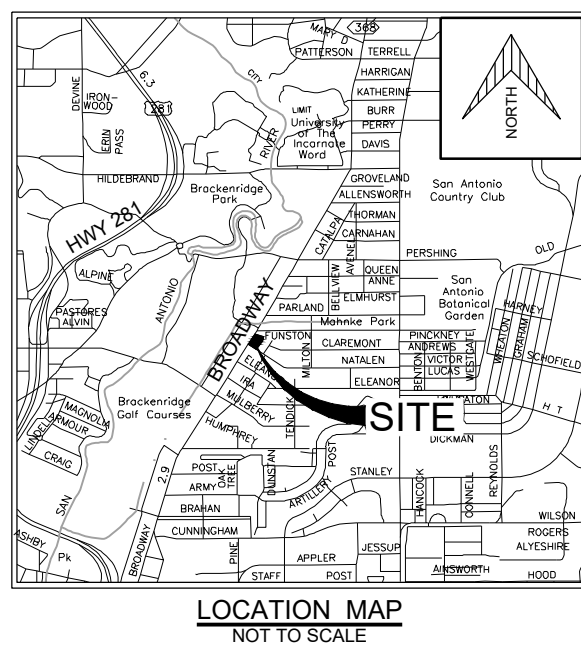 368
MARY D
PATTERSON
TERRELL
HARRIGAN
KATHERINE
BURR
PERRY
DAVIS
CITY
LIMIT
6.3
DEVINE
IRON-
WOOD
281
ERIN
PASS
University
of The
Incarnate
Word
RIVER
NORTH
HILDEBRAND
Brackenridge
Park
GROVELAND
ALLENSWORTH
San Antonio
Country Club
THORMAN
CATALPA
CARNAHAN
AVENEL
HWY 281
PERSHING
OLD
ALPINE
BELLVIEW
QUEEN
ANNE
ELMHURST
San
Antonio
Botanical
Garden
ANTONIO
PASTORES
ALVIN
PARLAND
Mahnke Park
HARNEY
BROADWAY
FUNSTON
CLAREMONT
PINCKNEY
ANDREWS
MILTON
NATALEN
VICTOR
LUCAS
BENTON
WESTGATE
WHEATON
GRAHAM
SCHOFIELD
ELEANOR
IRA
MULBERRY
Brackenridge
Golf Caurses
MAGNOLIA
ARMOUR
LINDEL
CRAIG
HUMPHREY
TENDICK
SITE
H T
DICKMAN
POST
OAK
TREE
ARMY
DUNSTAN
POST
STANLEY
ARTILLERY
HANCOCK
CONNELL
REYNOLDS
2.9
SAN
BRAHAN
CUNNINGHAM
WILSON
ROGERS
ALYESHIRE
ASHBY
Pk
BROADWAY
PINE
APPLER
JESSUP
STAFF
POST
AINSWORTH
HOOD
LOCATION MAP
NOT TO SCALE